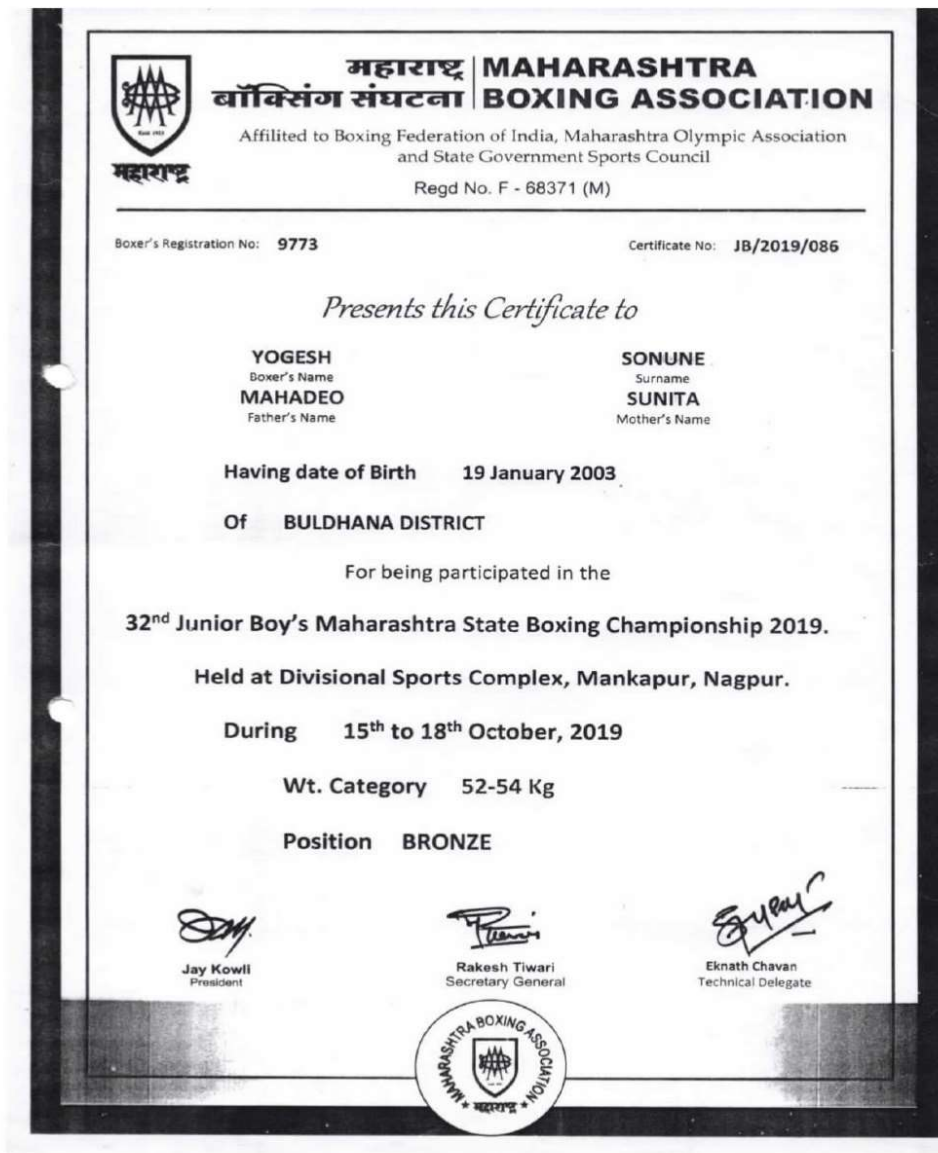 महाराष्ट्र
बॉक्सिंग संघटना
MAHARASHTRA
BOXING ASSOCIATION
Affilited to Boxing Federation of India, Maharashtra Olympic Association
and State Government Sports Council
Regd No. F - 68371 (M)
Estd 1925
महाराष्ट्र
Boxer's Registration No: 9773
Certificate No: JB/2019/086
Presents this Certificate to
YOGESH SONUNE
Boxer's Name Surname
MAHADEO SUNITA
Father's Name Mother's Name
Having date of Birth 19 January 2003
Of BULDHANA DISTRICT
For being participated in the
32nd Junior Boy's Maharashtra State Boxing Championship 2019.
Held at Divisional Sports Complex, Mankapur, Nagpur.
During 15th to 18th October, 2019
Wt. Category 52-54 Kg
Position BRONZE
Jay Kowli Rakesh Tiwari Eknath Chavan
President Secretary General Technical Delegate
MAHARASHTRA BOXING ASSOCIATION
महाराष्ट्र